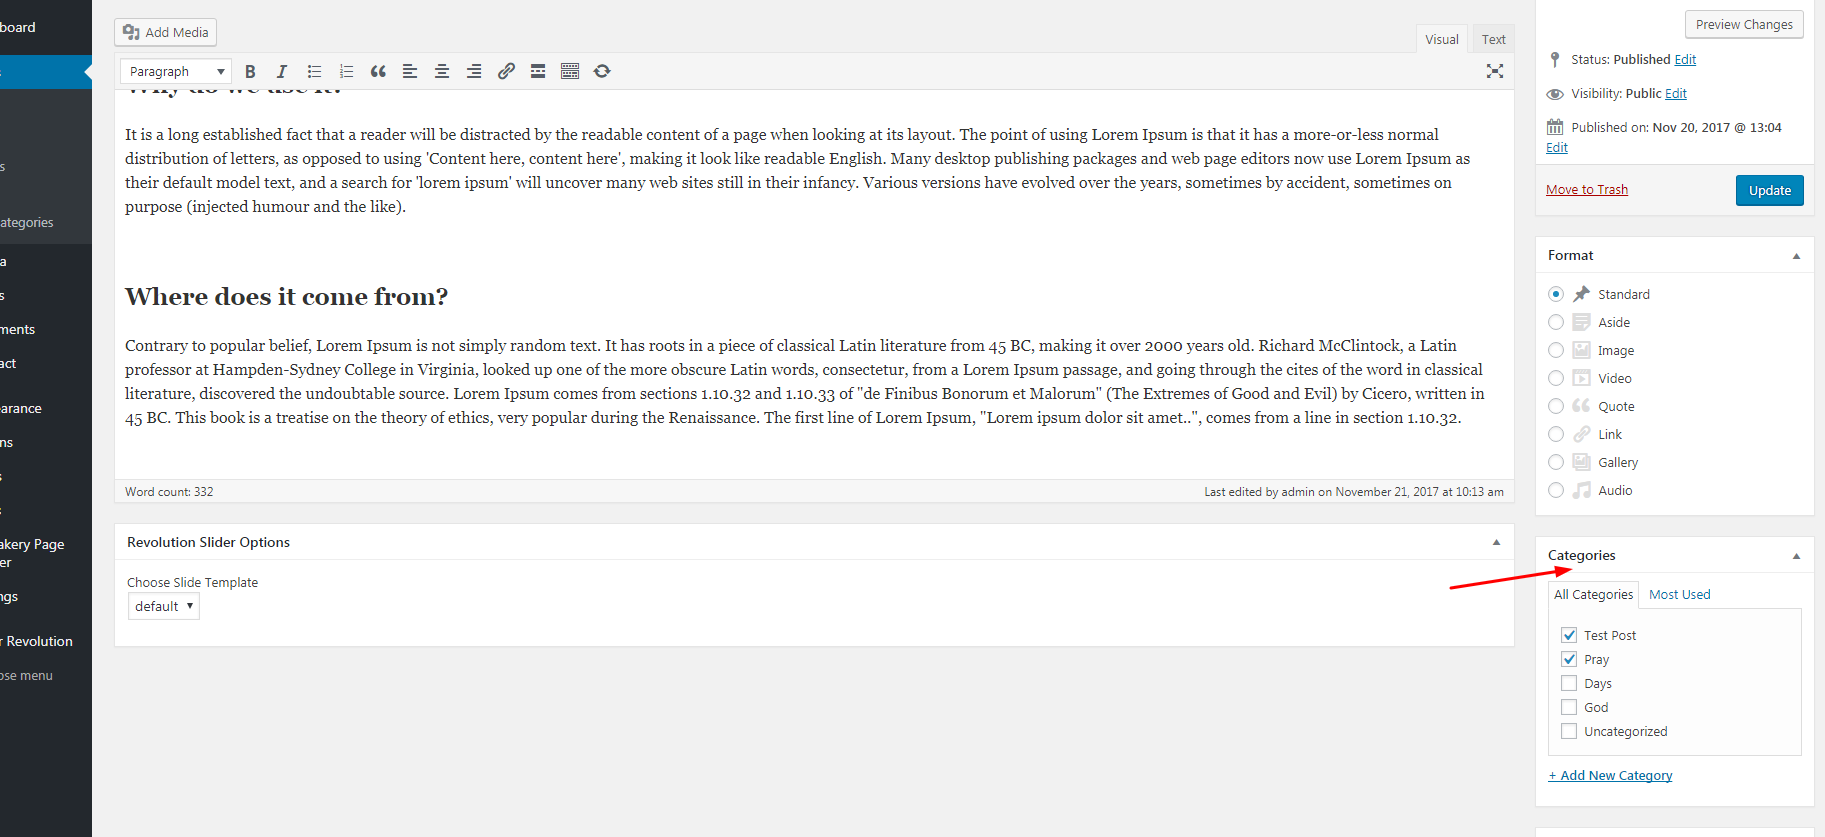 board
s
s
ategories
a
s
ments
act
arance
ns
s
s
akery Page
er
ngs
r Revolution
ose menu
Add Media
Visual
Text
Paragraph
B
I
Why do we use it?
It is a long established fact that a reader will be distracted by the readable content of a page when looking at its layout. The point of using Lorem Ipsum is that it has a more-or-less normal
distribution of letters, as opposed to using 'Content here, content here', making it look like readable English. Many desktop publishing packages and web page editors now use Lorem Ipsum as
their default model text, and a search for 'lorem ipsum' will uncover many web sites still in their infancy. Various versions have evolved over the years, sometimes by accident, sometimes on
purpose (injected humour and the like).
Where does it come from?
Contrary to popular belief, Lorem Ipsum is not simply random text. It has roots in a piece of classical Latin literature from 45 BC, making it over 2000 years old. Richard McClintock, a Latin
professor at Hampden-Sydney College in Virginia, looked up one of the more obscure Latin words, consectetur, from a Lorem Ipsum passage, and going through the cites of the word in classical
literature, discovered the undoubtable source. Lorem Ipsum comes from sections 1.10.32 and 1.10.33 of "de Finibus Bonorum et Malorum" (The Extremes of Good and Evil) by Cicero, written in
45 BC. This book is a treatise on the theory of ethics, very popular during the Renaissance. The first line of Lorem Ipsum, "Lorem ipsum dolor sit amet..", comes from a line in section 1.10.32.
Word count: 332
Last edited by admin on November 21, 2017 at 10:13 am
Revolution Slider Options
Choose Slide Template
default
Preview Changes
Status: Published Edit
Visibility: Public Edit
Published on: Nov 20, 2017 @ 13:04
Edit
Move to Trash
Update
Format
Standard
Aside
Image
Video
Quote
Link
Gallery
Audio
Categories
All Categories
Most Used
Test Post
Pray
Days
God
Uncategorized
+ Add New Category